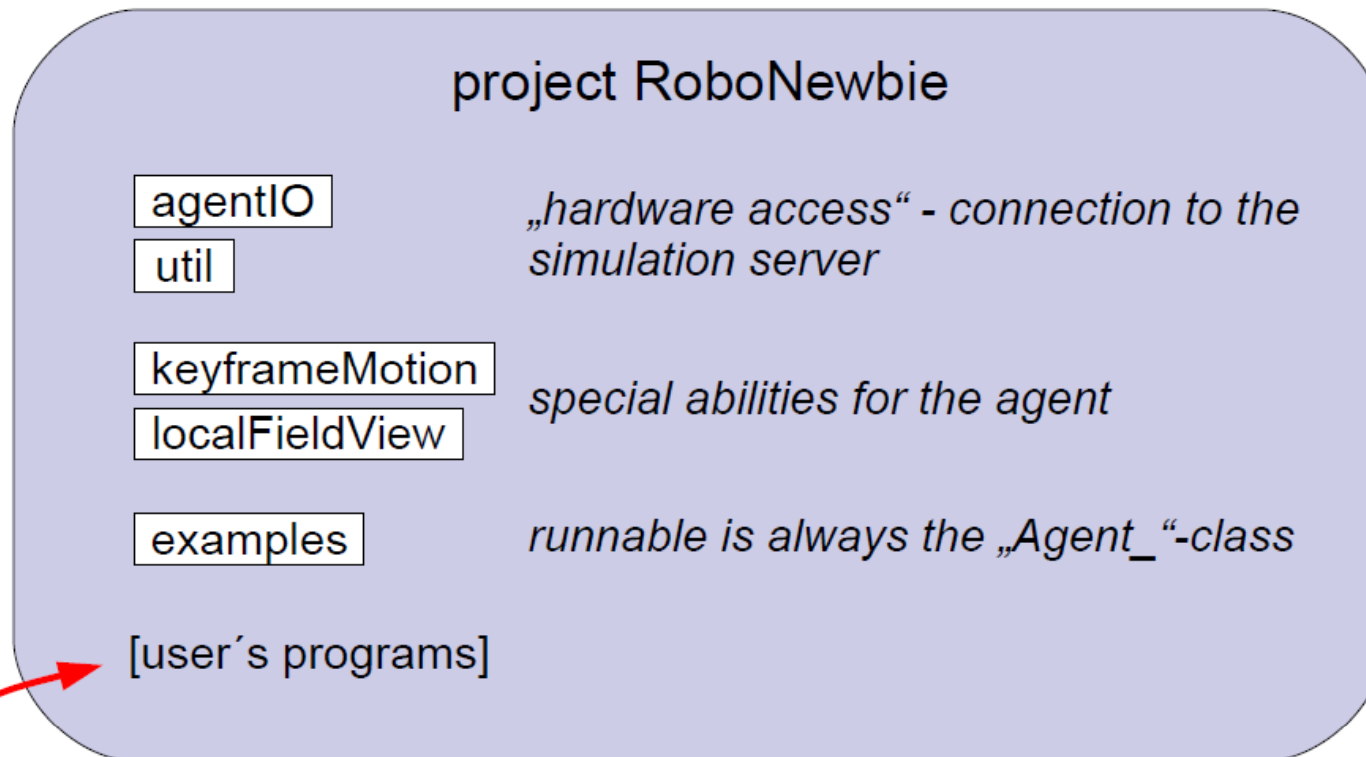 project RoboNewbie
agentIO
util
„hardware access“ - connection to the
simulation server
keyframeMotion
localFieldView
special abilities for the agent
examples
runnable is always the „Agent_“-class
[user´s programs]